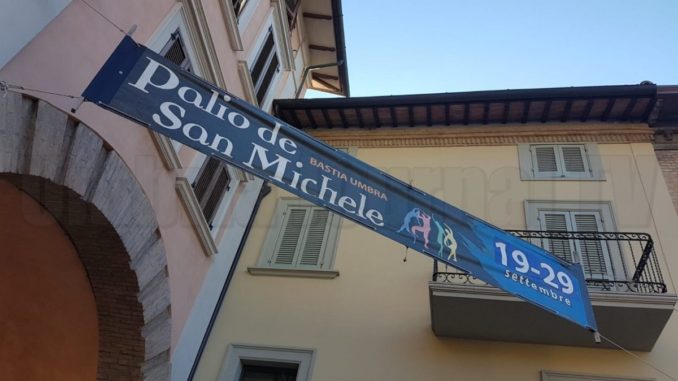 Palio de
San Michele
BASTIA UMBRA
19-29
settembre